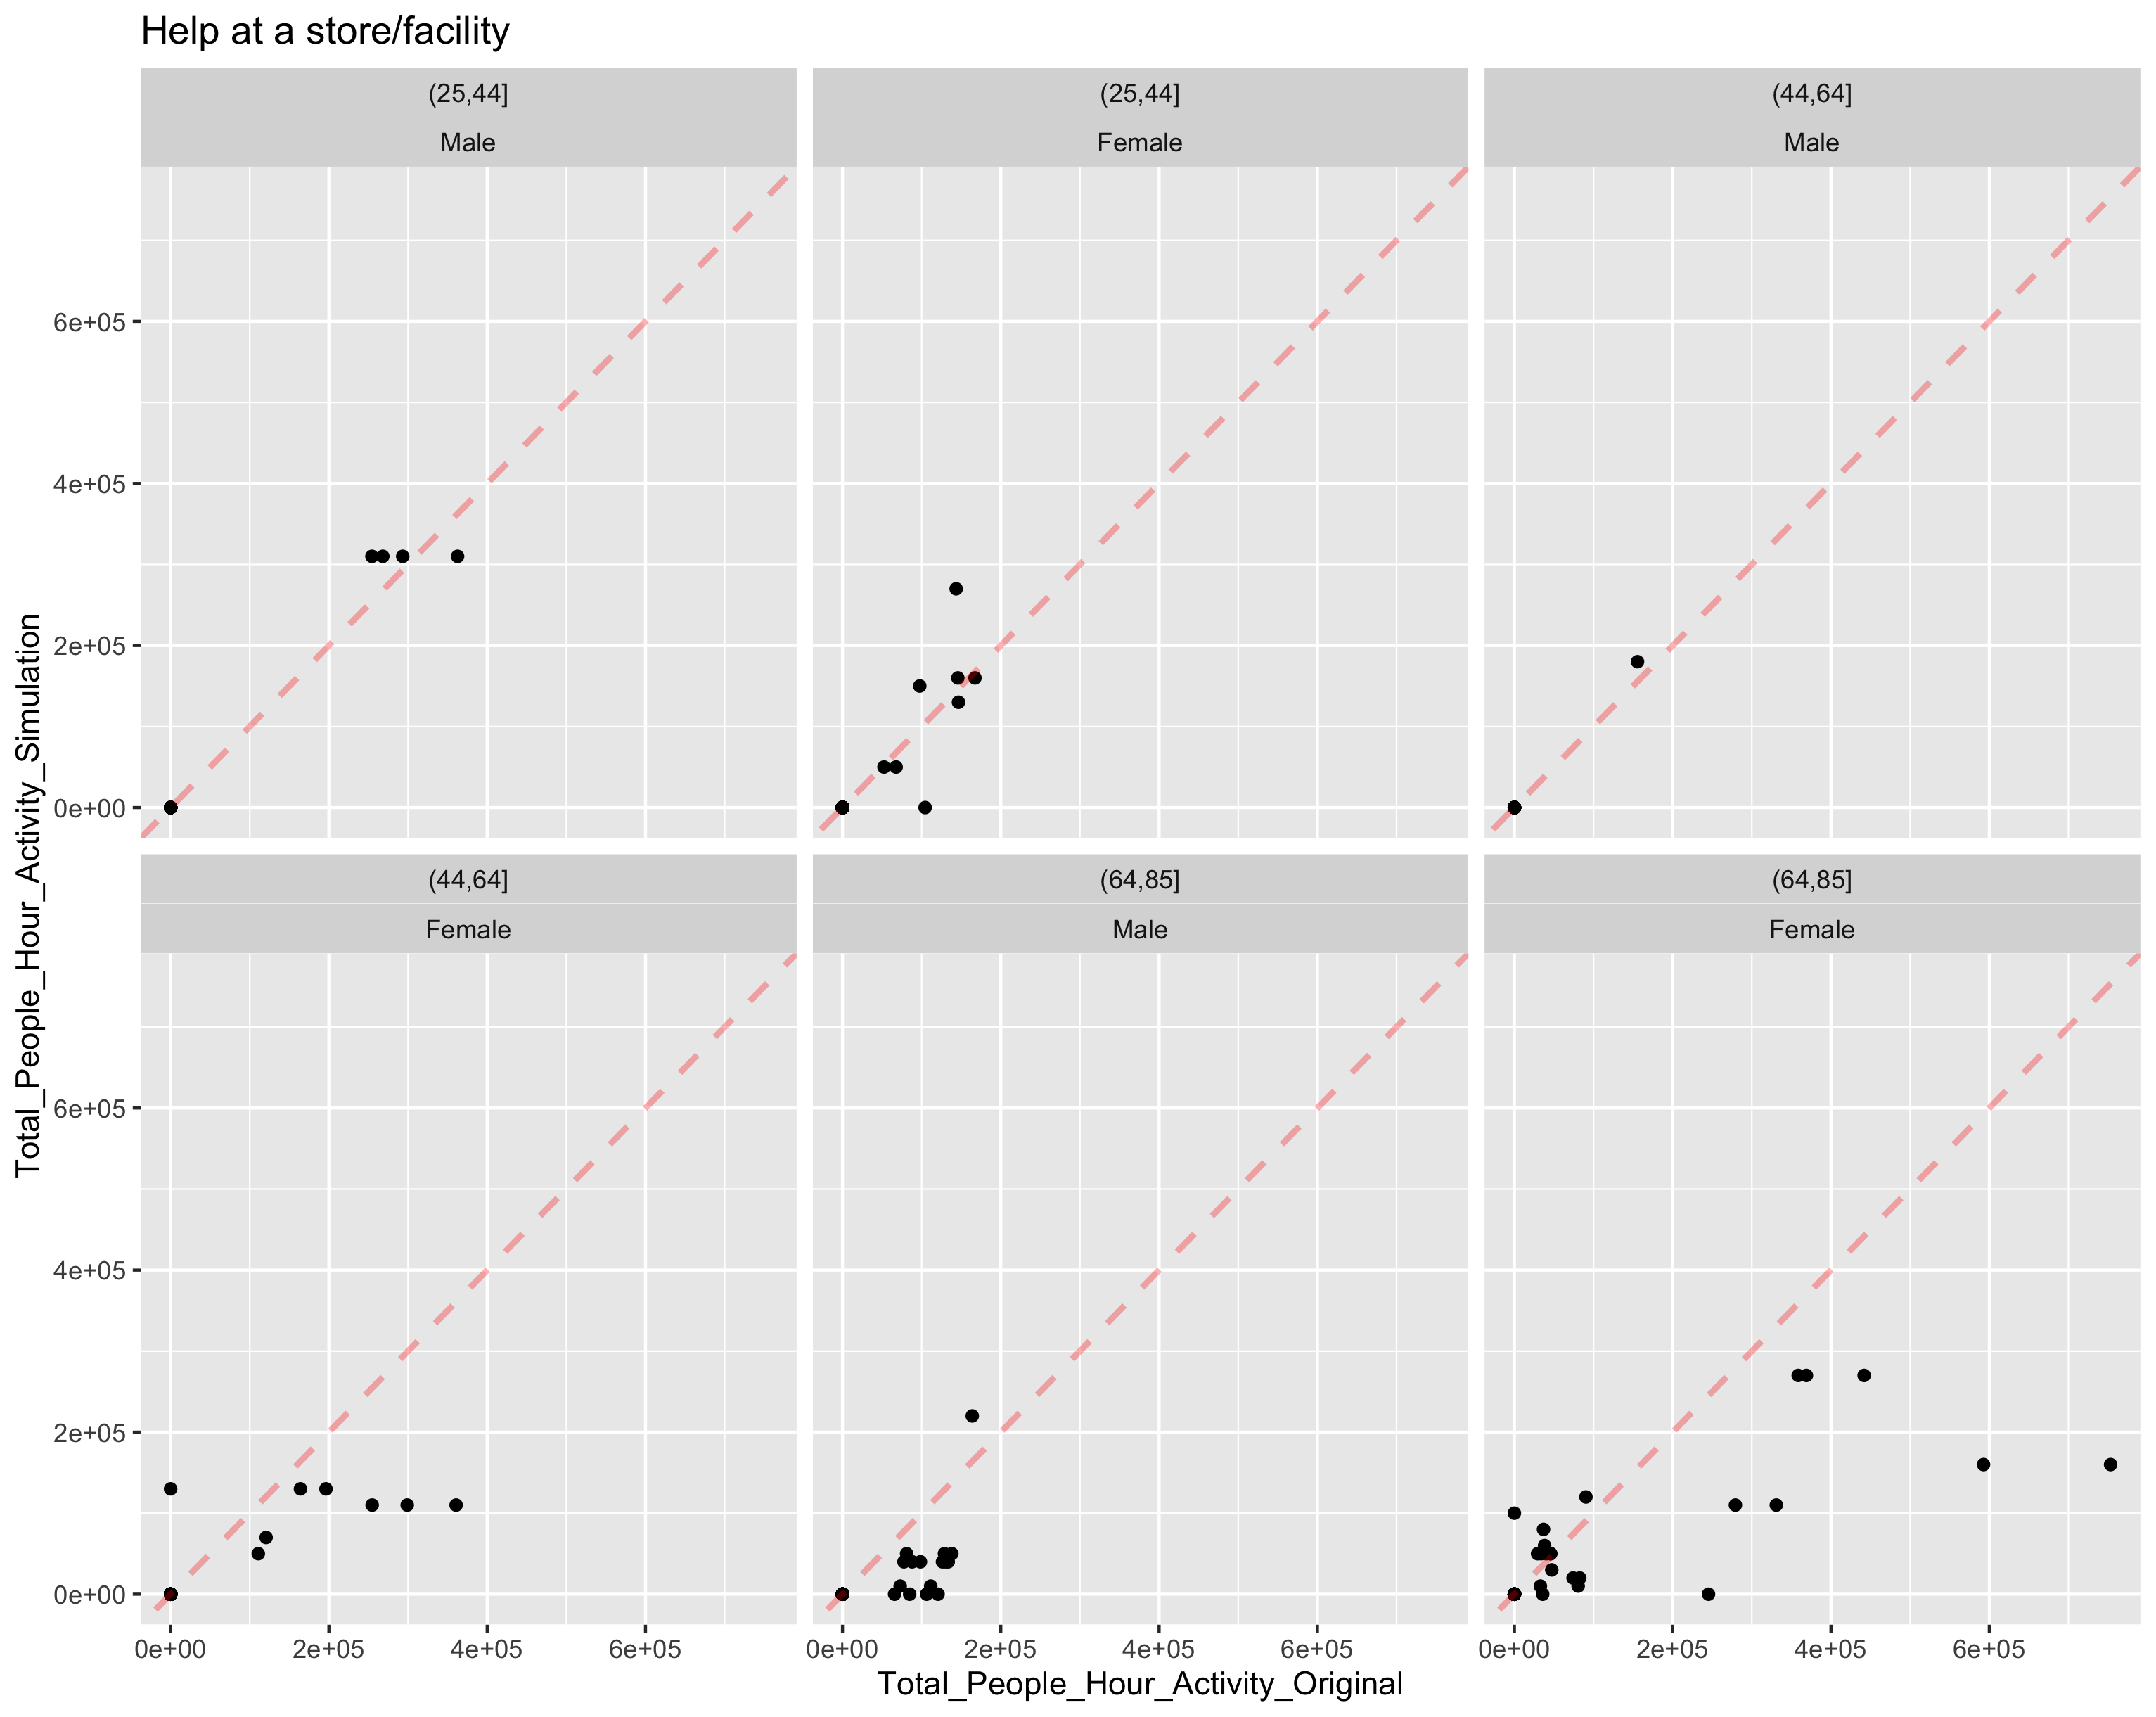 Help at a store/facility
(25,44]
(25,44]
(44,64]
Male
Female
Male
6e+05
4e+05
2e+05
0e+00
Total_People_Hour_Activity_Simulation
(44,64]
(64,85]
(64,85]
Female
Male
Female
6e+05
4e+05
2e+05
0e+00
0e+00 2e+05 4e+05 6e+05
0e+00 2e+05 4e+05 6e+05
0e+00 2e+05 4e+05 6e+05
Total_People_Hour_Activity_Original